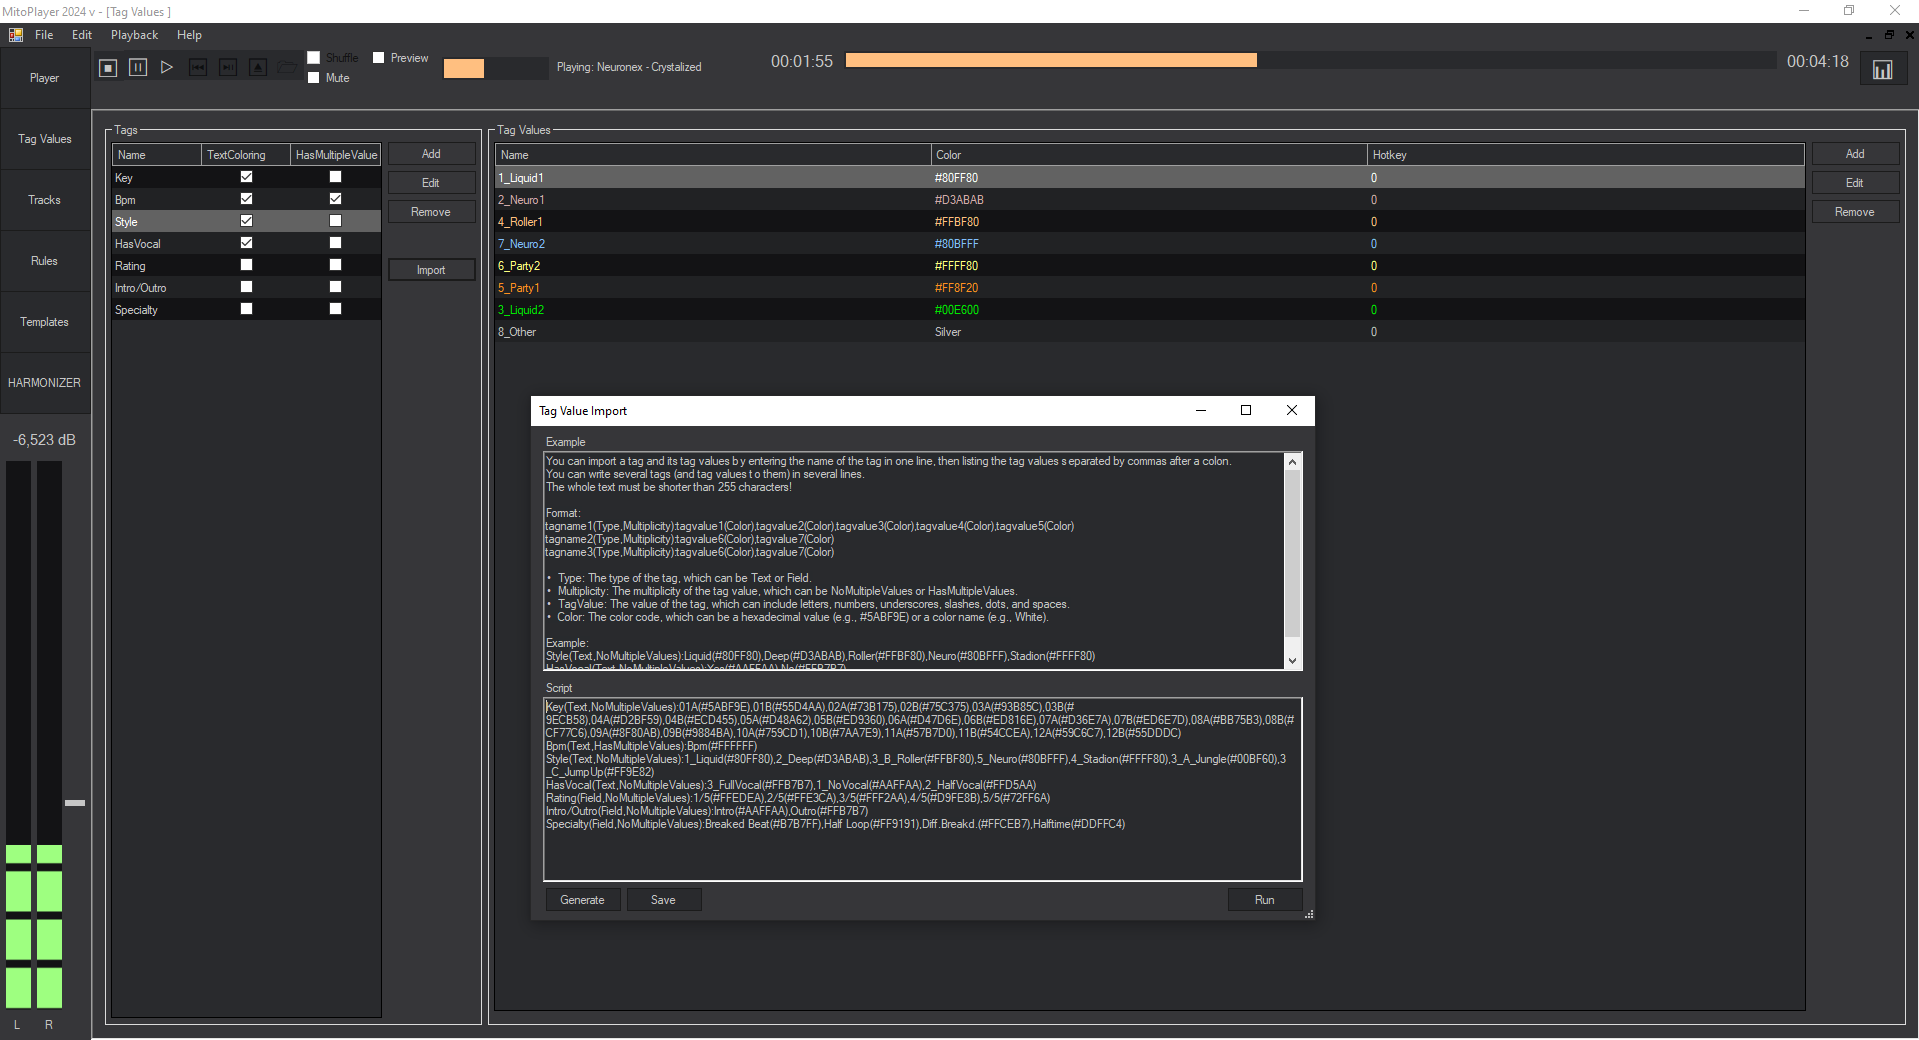 MitoPlayer 2024 v - [Tag Values ]
File Edit Playback Help
Player
Tag Values
Tracks
Rules
Templates
HARMONIZER
-6,523 dB
L R
Shuffle
Mute
Preview
Playing: Neuronex - Crystalized
00:01:55
00:04:18
Tags
Name TextColoring HasMultipleValue
Key
Bpm
Style
HasVocal
Rating
Intro/Outro
Specialty
Add
Edit
Remove
Import
Tag Values
Name Color Hotkey
1_Liquid1 #80FF80 0
2_Neuro1 #D3ABAB 0
4_Roller1 #FFBF80 0
7_Neuro2 #80BFFF 0
6_Party2 #FFFF80 0
5_Party1 #FF8F20 0
3_Liquid2 #00E600 0
8_Other Silver 0
Add
Edit
Remove
Tag Value Import
Example
You can import a tag and its tag values by entering the name of the tag in one line, then listing the tag values separated by commas after a colon.
You can write several tags (and tag values to them) in several lines.
The whole text must be shorter than 255 characters!
Format:
tagname1(Type,Multiplicity):tagvalue1(Color),tagvalue2(Color),tagvalue3(Color),tagvalue4(Color),tagvalue5(Color)
tagname2(Type,Multiplicity):tagvalue6(Color),tagvalue7(Color)
tagname3(Type,Multiplicity):tagvalue6(Color),tagvalue7(Color)
• Type: The type of the tag, which can be Text or Field.
• Multiplicity: The multiplicity of the tag value, which can be NoMultipleValues or HasMultipleValues.
• TagValue: The value of the tag, which can include letters, numbers, underscores, slashes, dots, and spaces.
• Color: The color code, which can be a hexadecimal value (e.g., #5ABF9E) or a color name (e.g., White).
Example:
Style(Text,NoMultipleValues):Liquid(#80FF80),Deep(#D3ABAB),Roller(#FFBF80),Neuro(#80BFFF),Stadion(#FFFF80)
HasVocal(Text,NoMultipleValues):Yes(#AAFFAA),No(#FFB7B7)
Script
Key(Text,NoMultipleValues):01A(#5ABF9E),01B(#55D4AA),02A(#73B175),02B(#75C375),03A(#93B85C),03B(#
9ECB58),04A(#D2BF59),04B(#ECD455),05A(#D48A62),05B(#ED9360),06A(#D47D6E),06B(#ED816E),07A(#D36E7A),07B(#ED6E7D),08A(#BB75B3),08B(#
CF77C6),09A(#8F80AB),09B(#9884BA),10A(#759CD1),10B(#7AA7E9),11A(#57B7D0),11B(#54CCEA),12A(#59C6C7),12B(#55DDDC)
Bpm(Text,HasMultipleValues):Bpm(#FFFFFF)
Style(Text,NoMultipleValues):1_Liquid(#80FF80),2_Deep(#D3ABAB),3_B_Roller(#FFBF80),5_Neuro(#80BFFF),4_Stadion(#FFFF80),3_A_Jungle(#00BF60),3
_C_JumpUp(#FF9E82)
HasVocal(Text,NoMultipleValues):3_FullVocal(#FFB7B7),1_NoVocal(#AAFFAA),2_HalfVocal(#FFD5AA)
Rating(Field,NoMultipleValues):1/5(#FFEDEA),2/5(#FFE3CA),3/5(#FFF2AA),4/5(#D9FE8B),5/5(#72FF6A)
Intro/Outro(Field,NoMultipleValues):Intro(#AAFFAA),Outro(#FFB7B7)
Specialty(Field,NoMultipleValues):Breaked Beat(#B7B7FF),Half Loop(#FF9191),Diff.Breakd.(#FFCEB7),Halftime(#DDFFC4)
Generate
Save
Run